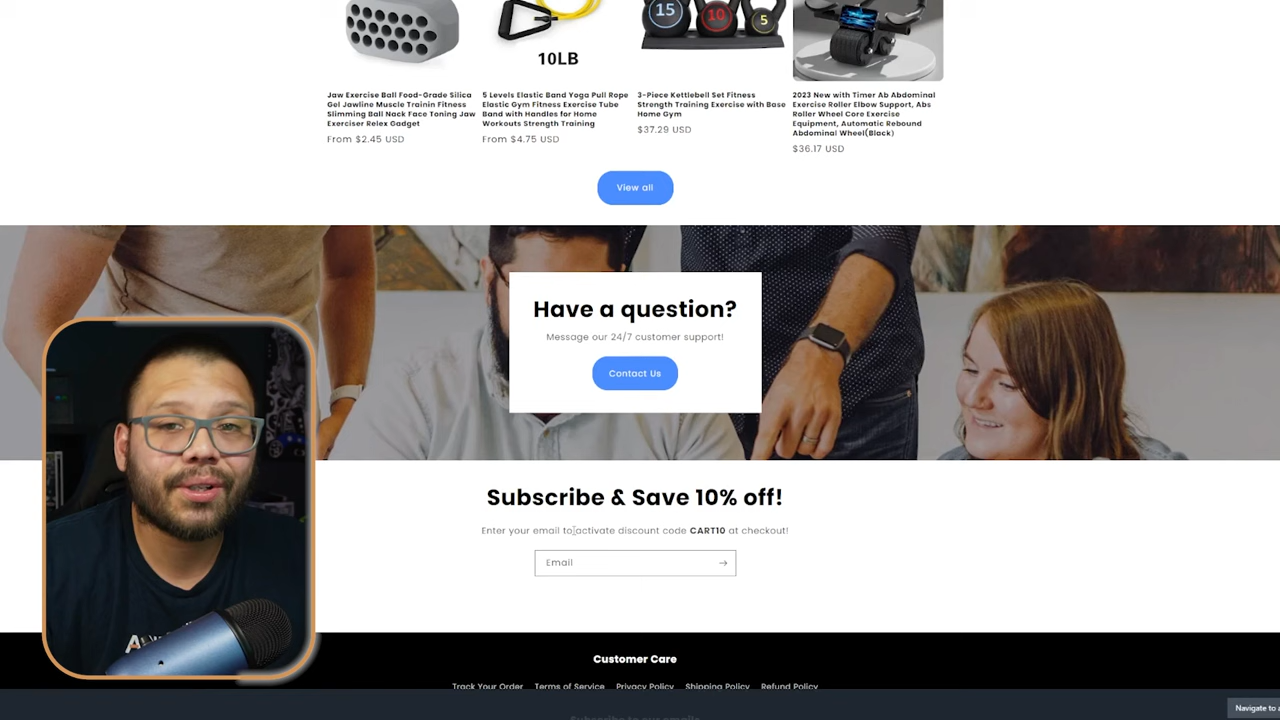 15
10
5
10LB
Jaw Exercise Ball Food-Grade Silica
Gel Jawline Muscle Trainin Fitness
Slimming Ball Nack Face Toning Jaw
Exerciser Relex Gadget
From $2.45 USD
5 Levels Elastic Band Yoga Pull Rope
Elastic Gym Fitness Exercise Tube
Band with Handles for Home
Workouts Strength Training
From $4.75 USD
3-Piece Kettlebell Set Fitness
Strength Training Exercise with Base
Home Gym
$37.29 USD
2023 New with Timer Ab Abdominal
Exercise Roller Elbow Support, Abs
Roller Wheel Core Exercise
Equipment, Automatic Rebound
Abdominal Wheel(Black)
$36.17 USD
View all
Have a question?
Message our 24/7 customer support!
Contact Us
Subscribe & Save 10% off!
Enter your email to activate discount code CART10 at checkout!
Email
Customer Care
Track Your Order Terms of Service Privacy Policy Shipping Policy Refund Policy
Subscribe to our emails
Navigate to